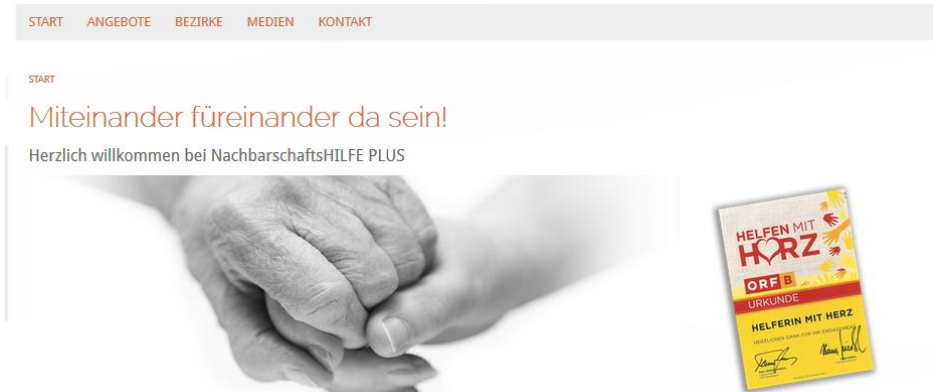 START ANGEBOTE BEZIRKE MEDIEN KONTAKT
START
Miteinander füreinander da sein!
Herzlich willkommen bei NachbarschaftsHILFE PLUS
HELFEN MIT
HERZ
ORF B
URKUNDE
HELFERIN MIT HERZ
HERZLICHEN DANK FÜR IHR ENGAGEMENT